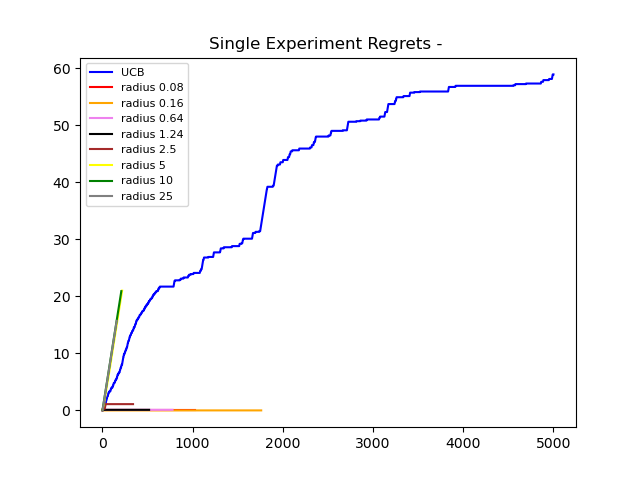 Single Experiment Regrets -
60
50
40
30
20
10
0
UCB
radius 0.08
radius 0.16
radius 0.64
radius 1.24
radius 2.5
radius 5
radius 10
radius 25
0 1000 2000 3000 4000 5000